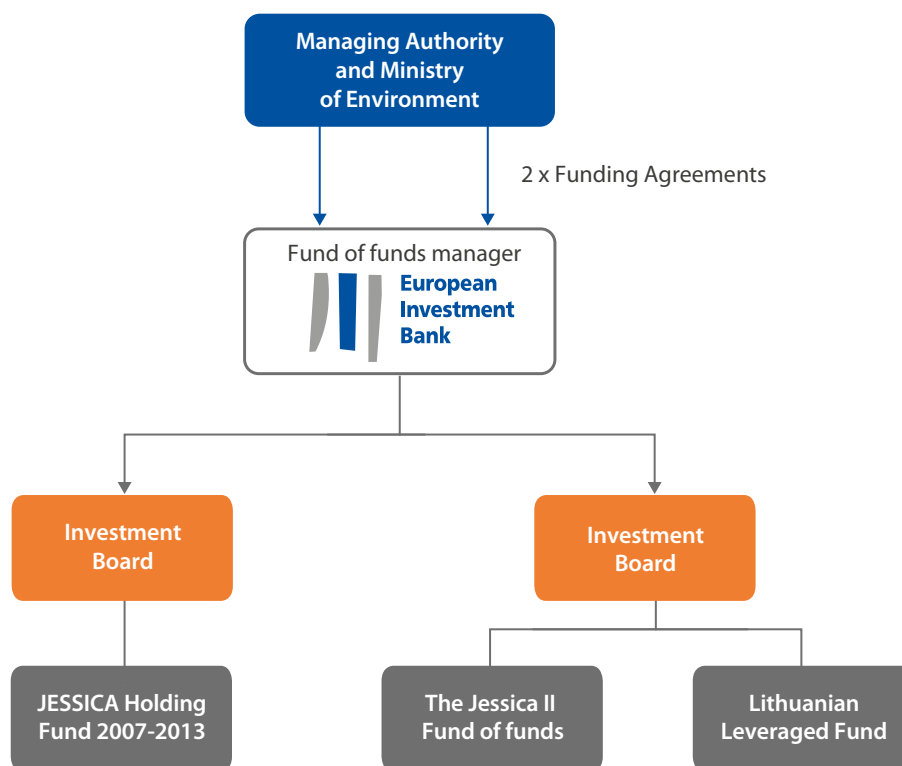 Managing Authority
and Ministry
of Environment
2 x Funding Agreements
Fund of funds manager
European
Investment
Bank
Investment
Board
Investment
Board
JESSICA Holding
Fund 2007-2013
The Jessica II
Fund of funds
Lithuanian
Leveraged Fund